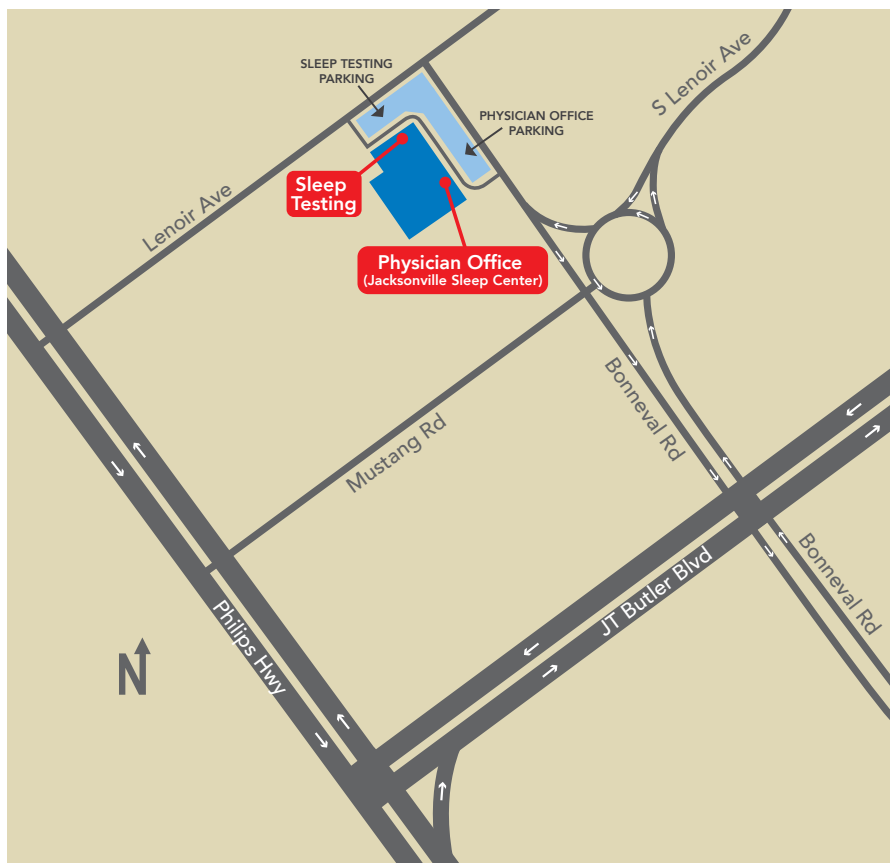 SLEEP TESTING
PARKING
PHYSICIAN OFFICE
PARKING
S Lenoir Ave
Sleep
Testing
Lenoir Ave
Physician Office
(Jacksonville Sleep Center)
Mustang Rd
Bonneval Rd
Bonneval Rd
JT Butler Blvd
Philips Hwy
N